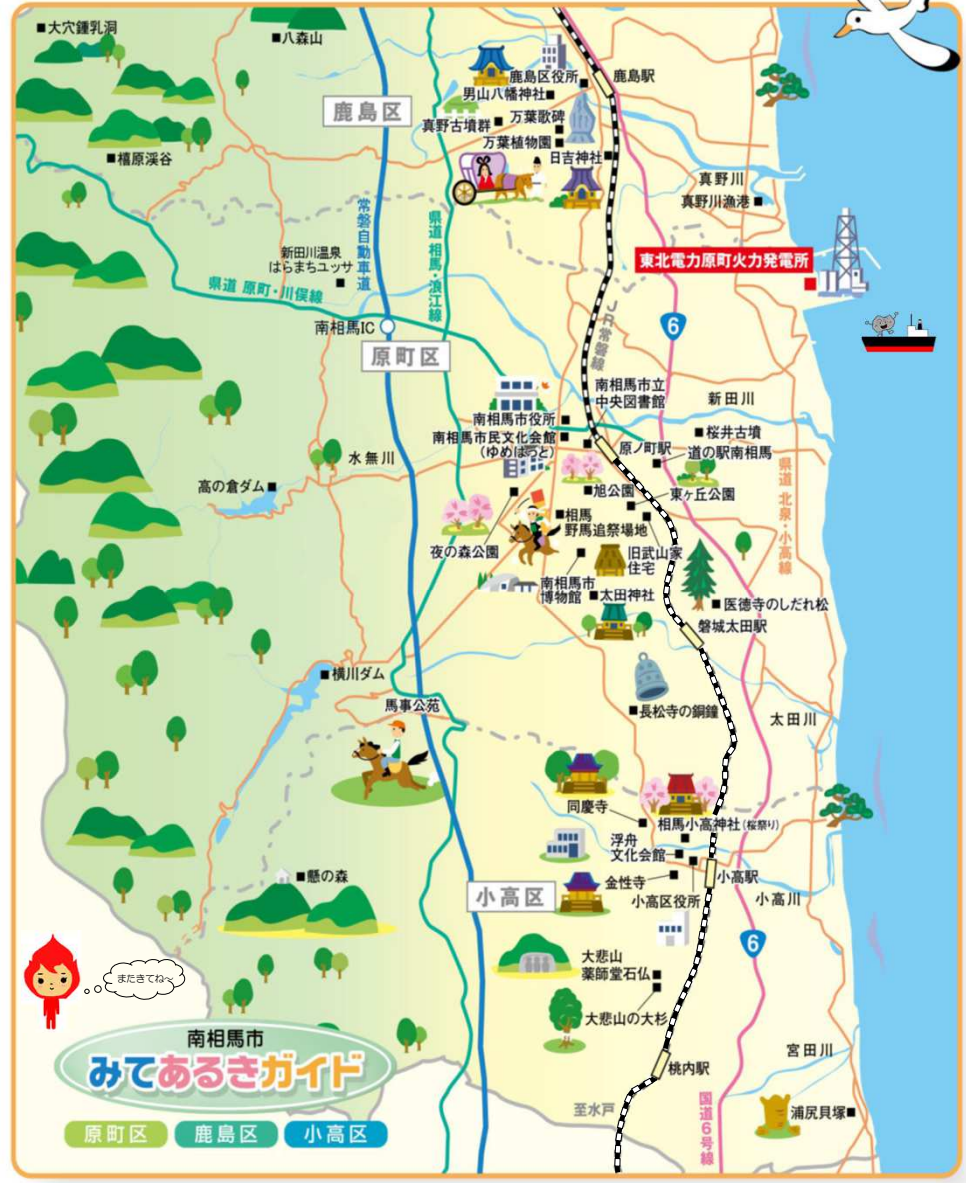 大穴鍾乳洞
八森山
鹿島区役所
鹿島駅
男山八幡神社
鹿島区
万葉歌碑
真野古墳群
万葉植物園
日吉神社
橲原渓谷
真野川
真野川漁港
常磐自動車道
県道 相馬・浪江線
新田川温泉
はらまちユッサ
東北電力原町火力発電所
県道 原町・川俣線
JR常磐線
南相馬IC
6
原町区
南相馬市立
中央図書館
新田川
南相馬市役所
南相馬市民文化会館
(ゆめはっと)
桜井古墳
原ノ町駅
道の駅南相馬
水無川
県道 北泉・小高線
高の倉ダム
旭公園
東ヶ丘公園
相馬
野馬追祭場地
夜の森公園
旧武山家
住宅
南相馬市
博物館
太田神社
医徳寺のしだれ松
磐城太田駅
横川ダム
馬事公苑
長松寺の銅鐘
太田川
同慶寺
相馬小高神社(桜祭り)
浮舟
文化会館
懸の森
金性寺
小高駅
小高区
小高区役所
小高川
6
大悲山
薬師堂石仏
またきてね~
大悲山の大杉
南相馬市
みてあるきガイド
宮田川
桃内駅
至水戸
国道6号線
浦尻貝塚
原町区
鹿島区
小高区